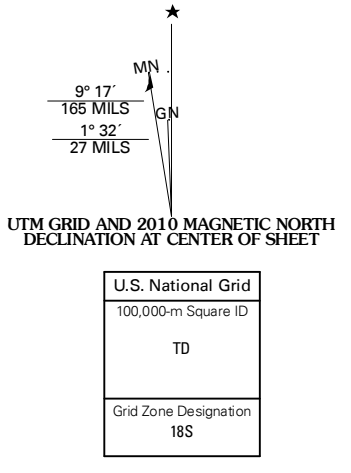 ★
MN
GN
9° 17´
165 MILS
1° 32´
27 MILS
UTM GRID AND 2010 MAGNETIC NORTH
DECLINATION AT CENTER OF SHEET
U.S. National Grid
100,000-m Square ID
TD
Grid Zone Designation
18S